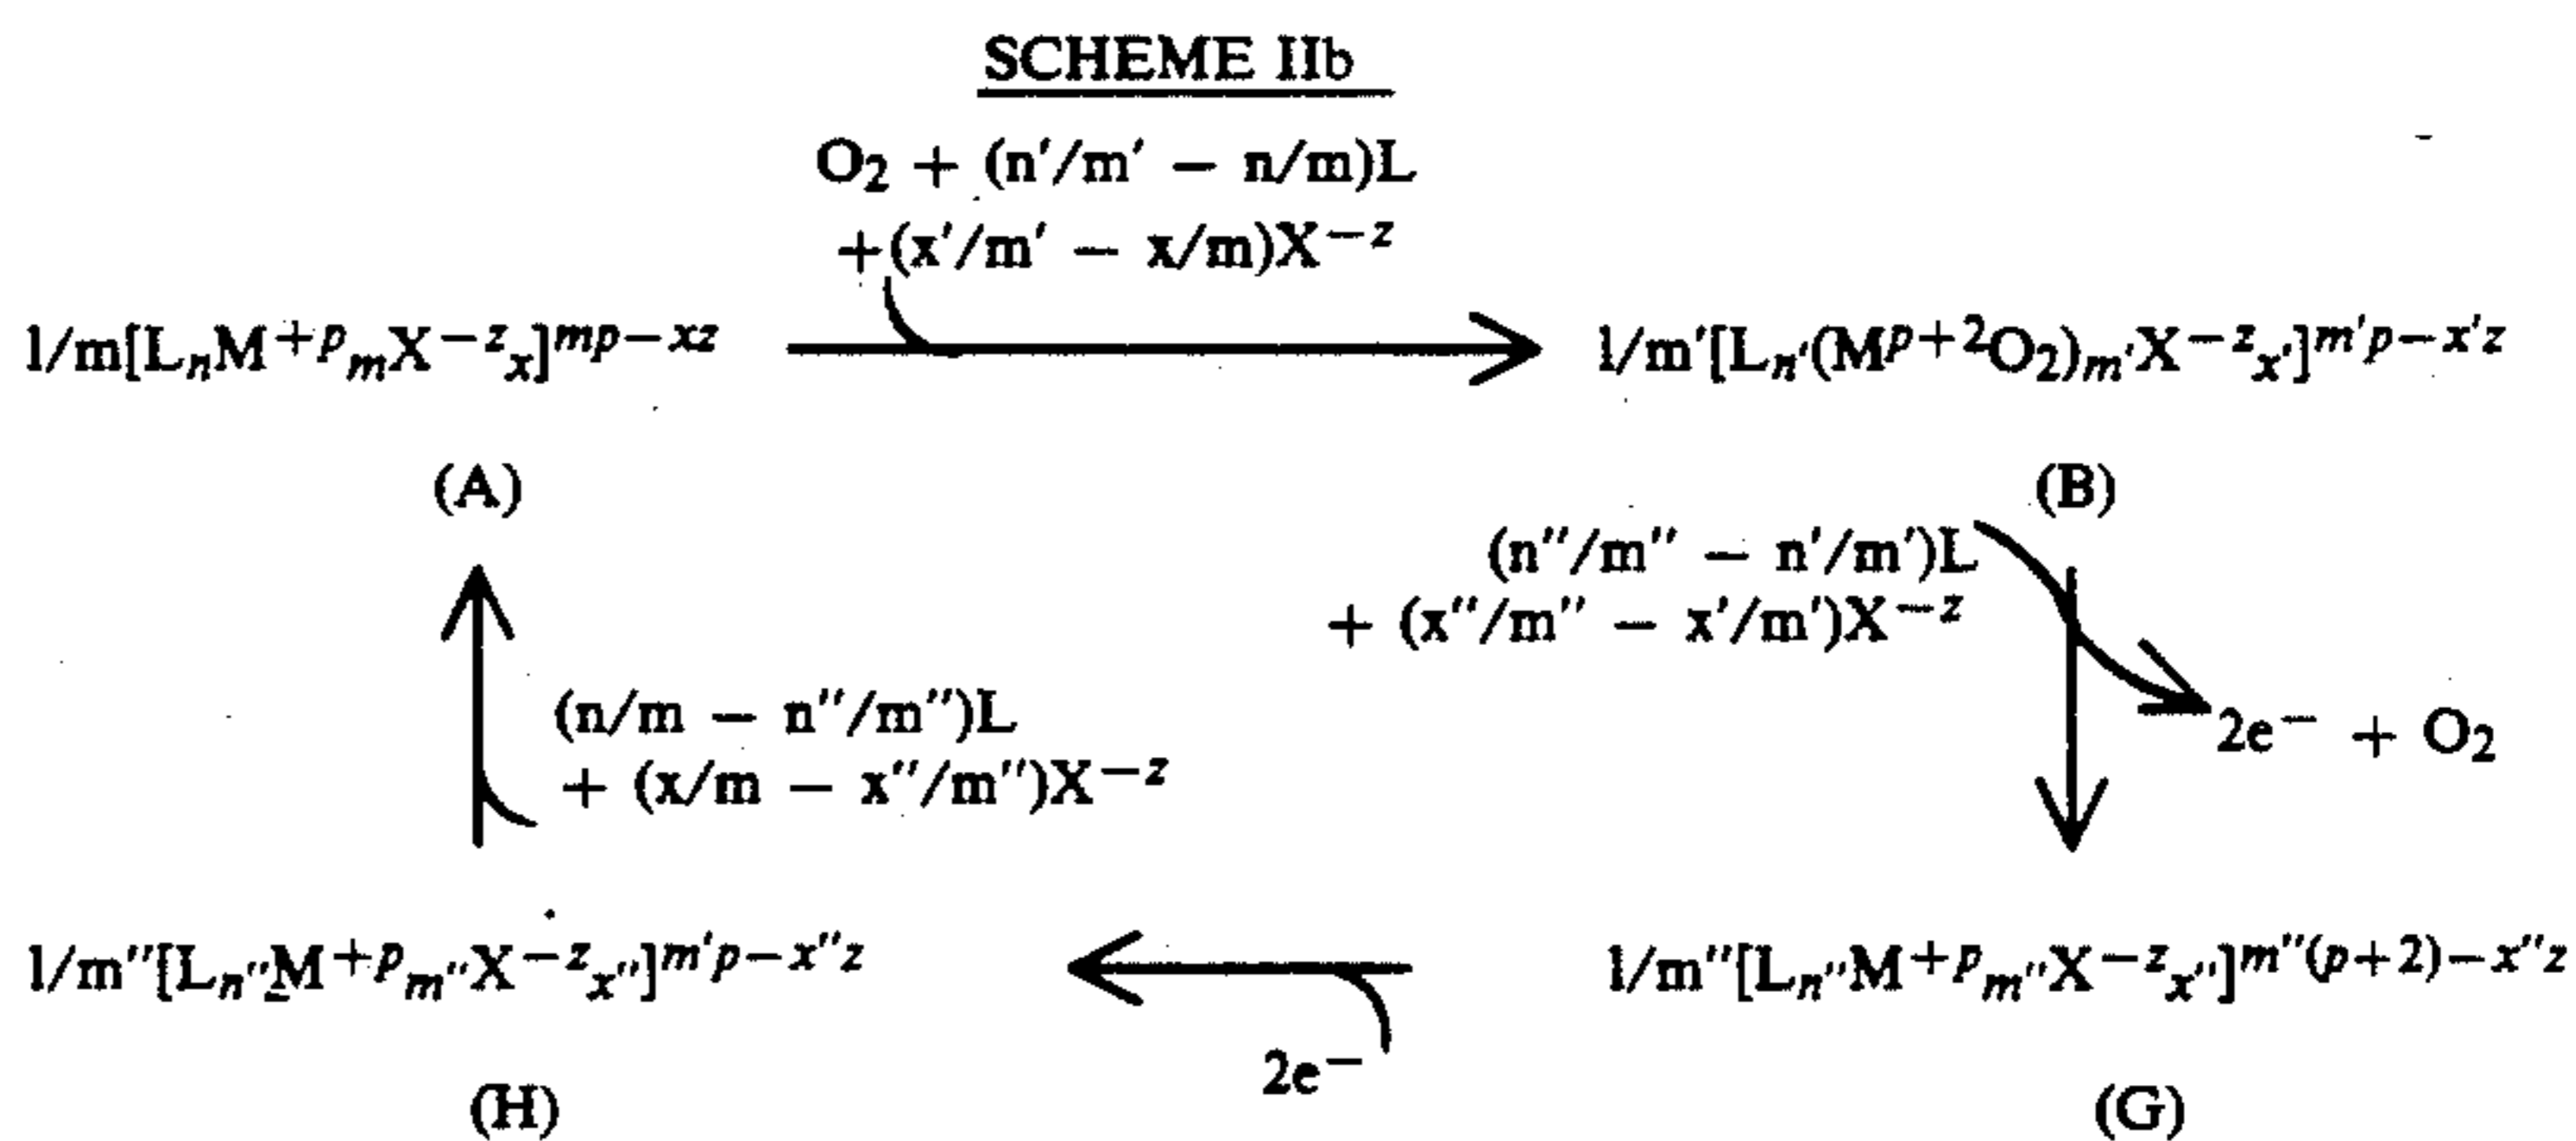 SCHEME IIb
O₂ + (n′/m′ − n/m)L
+(x′/m′ − x/m)X⁻ᶻ
l/m[LₙM⁺ᵖₘX⁻ᶻₓ]ᵐᵖ⁻ˣᶻ
l/m′[Lₙ′(Mᵖ⁺²O₂)ₘ′X⁻ᶻₓ′]ᵐ′ᵖ⁻ˣ′ᶻ
(A)
(B)
(n″/m″ − n′/m′)L
+ (x″/m″ − x′/m′)X⁻ᶻ
2e⁻ + O₂
(n/m − n″/m″)L
+ (x/m − x″/m″)X⁻ᶻ
l/m″[Lₙ″M⁺ᵖₘ″X⁻ᶻₓ″]ᵐ′ᵖ⁻ˣ″ᶻ
l/m″[Lₙ″M⁺ᵖₘ″X⁻ᶻₓ″]ᵐ″⁽ᵖ⁺²⁾⁻ˣ″ᶻ
2e⁻
(H)
(G)